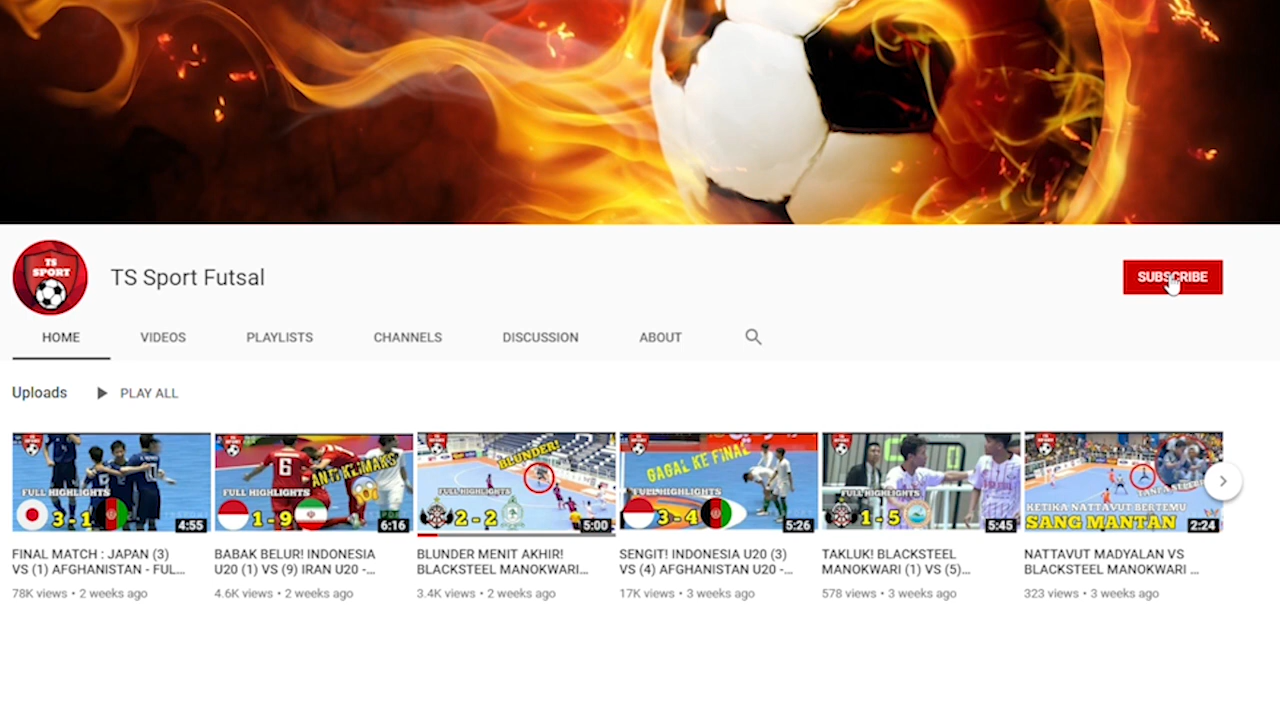 TS
SPORT
TS Sport Futsal
SUBSCRIBE
HOME
VIDEOS
PLAYLISTS
CHANNELS
DISCUSSION
ABOUT
Uploads
PLAY ALL
FULL HIGHLIGHTS
3-1
4:55
ANTI KLIMAKS
FULL HIGHLIGHTS
1-9
6:16
BLUNDER!
FULL HIGHLIGHTS
2-2
5:00
GAGAL KE FINAL
FULL HIGHLIGHTS
3-4
5:26
FULL HIGHLIGHTS
1-5
5:45
KETIKA NATTAVUT BERTEMU
SANG MANTAN
2:24
FINAL MATCH : JAPAN (3)
VS (1) AFGHANISTAN - FUL...
78K views • 2 weeks ago
BABAK BELUR! INDONESIA
U20 (1) VS (9) IRAN U20 -...
4.6K views • 2 weeks ago
BLUNDER MENIT AKHIR!
BLACKSTEEL MANOKWARI...
3.4K views • 2 weeks ago
SENGIT! INDONESIA U20 (3)
VS (4) AFGHANISTAN U20 -...
17K views • 3 weeks ago
TAKLUK! BLACKSTEEL
MANOKWARI (1) VS (5)...
578 views • 3 weeks ago
NATTAVUT MADYALAN VS
BLACKSTEEL MANOKWARI ...
323 views • 3 weeks ago